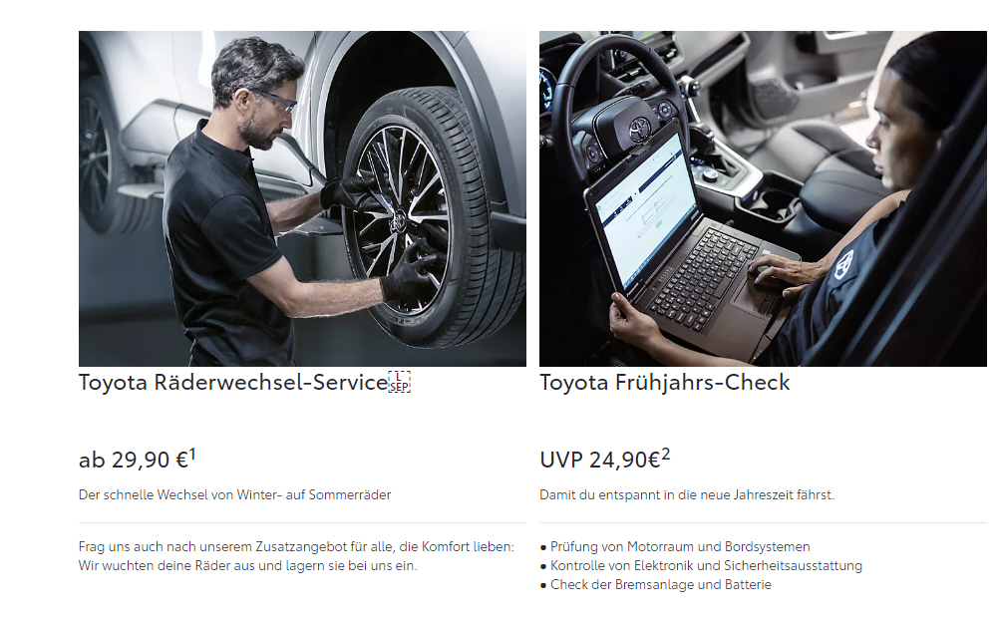 Toyota Räderwechsel-Service
ab 29,90 €¹
Der schnelle Wechsel von Winter- auf Sommerräder
Frag uns auch nach unserem Zusatzangebot für alle, die Komfort lieben:
Wir wuchten deine Räder aus und lagern sie bei uns ein.
Toyota Frühjahrs-Check
UVP 24,90€²
Damit du entspannt in die neue Jahreszeit fährst.
● Prüfung von Motorraum und Bordsystemen
● Kontrolle von Elektronik und Sicherheitsausstattung
● Check der Bremsanlage und Batterie